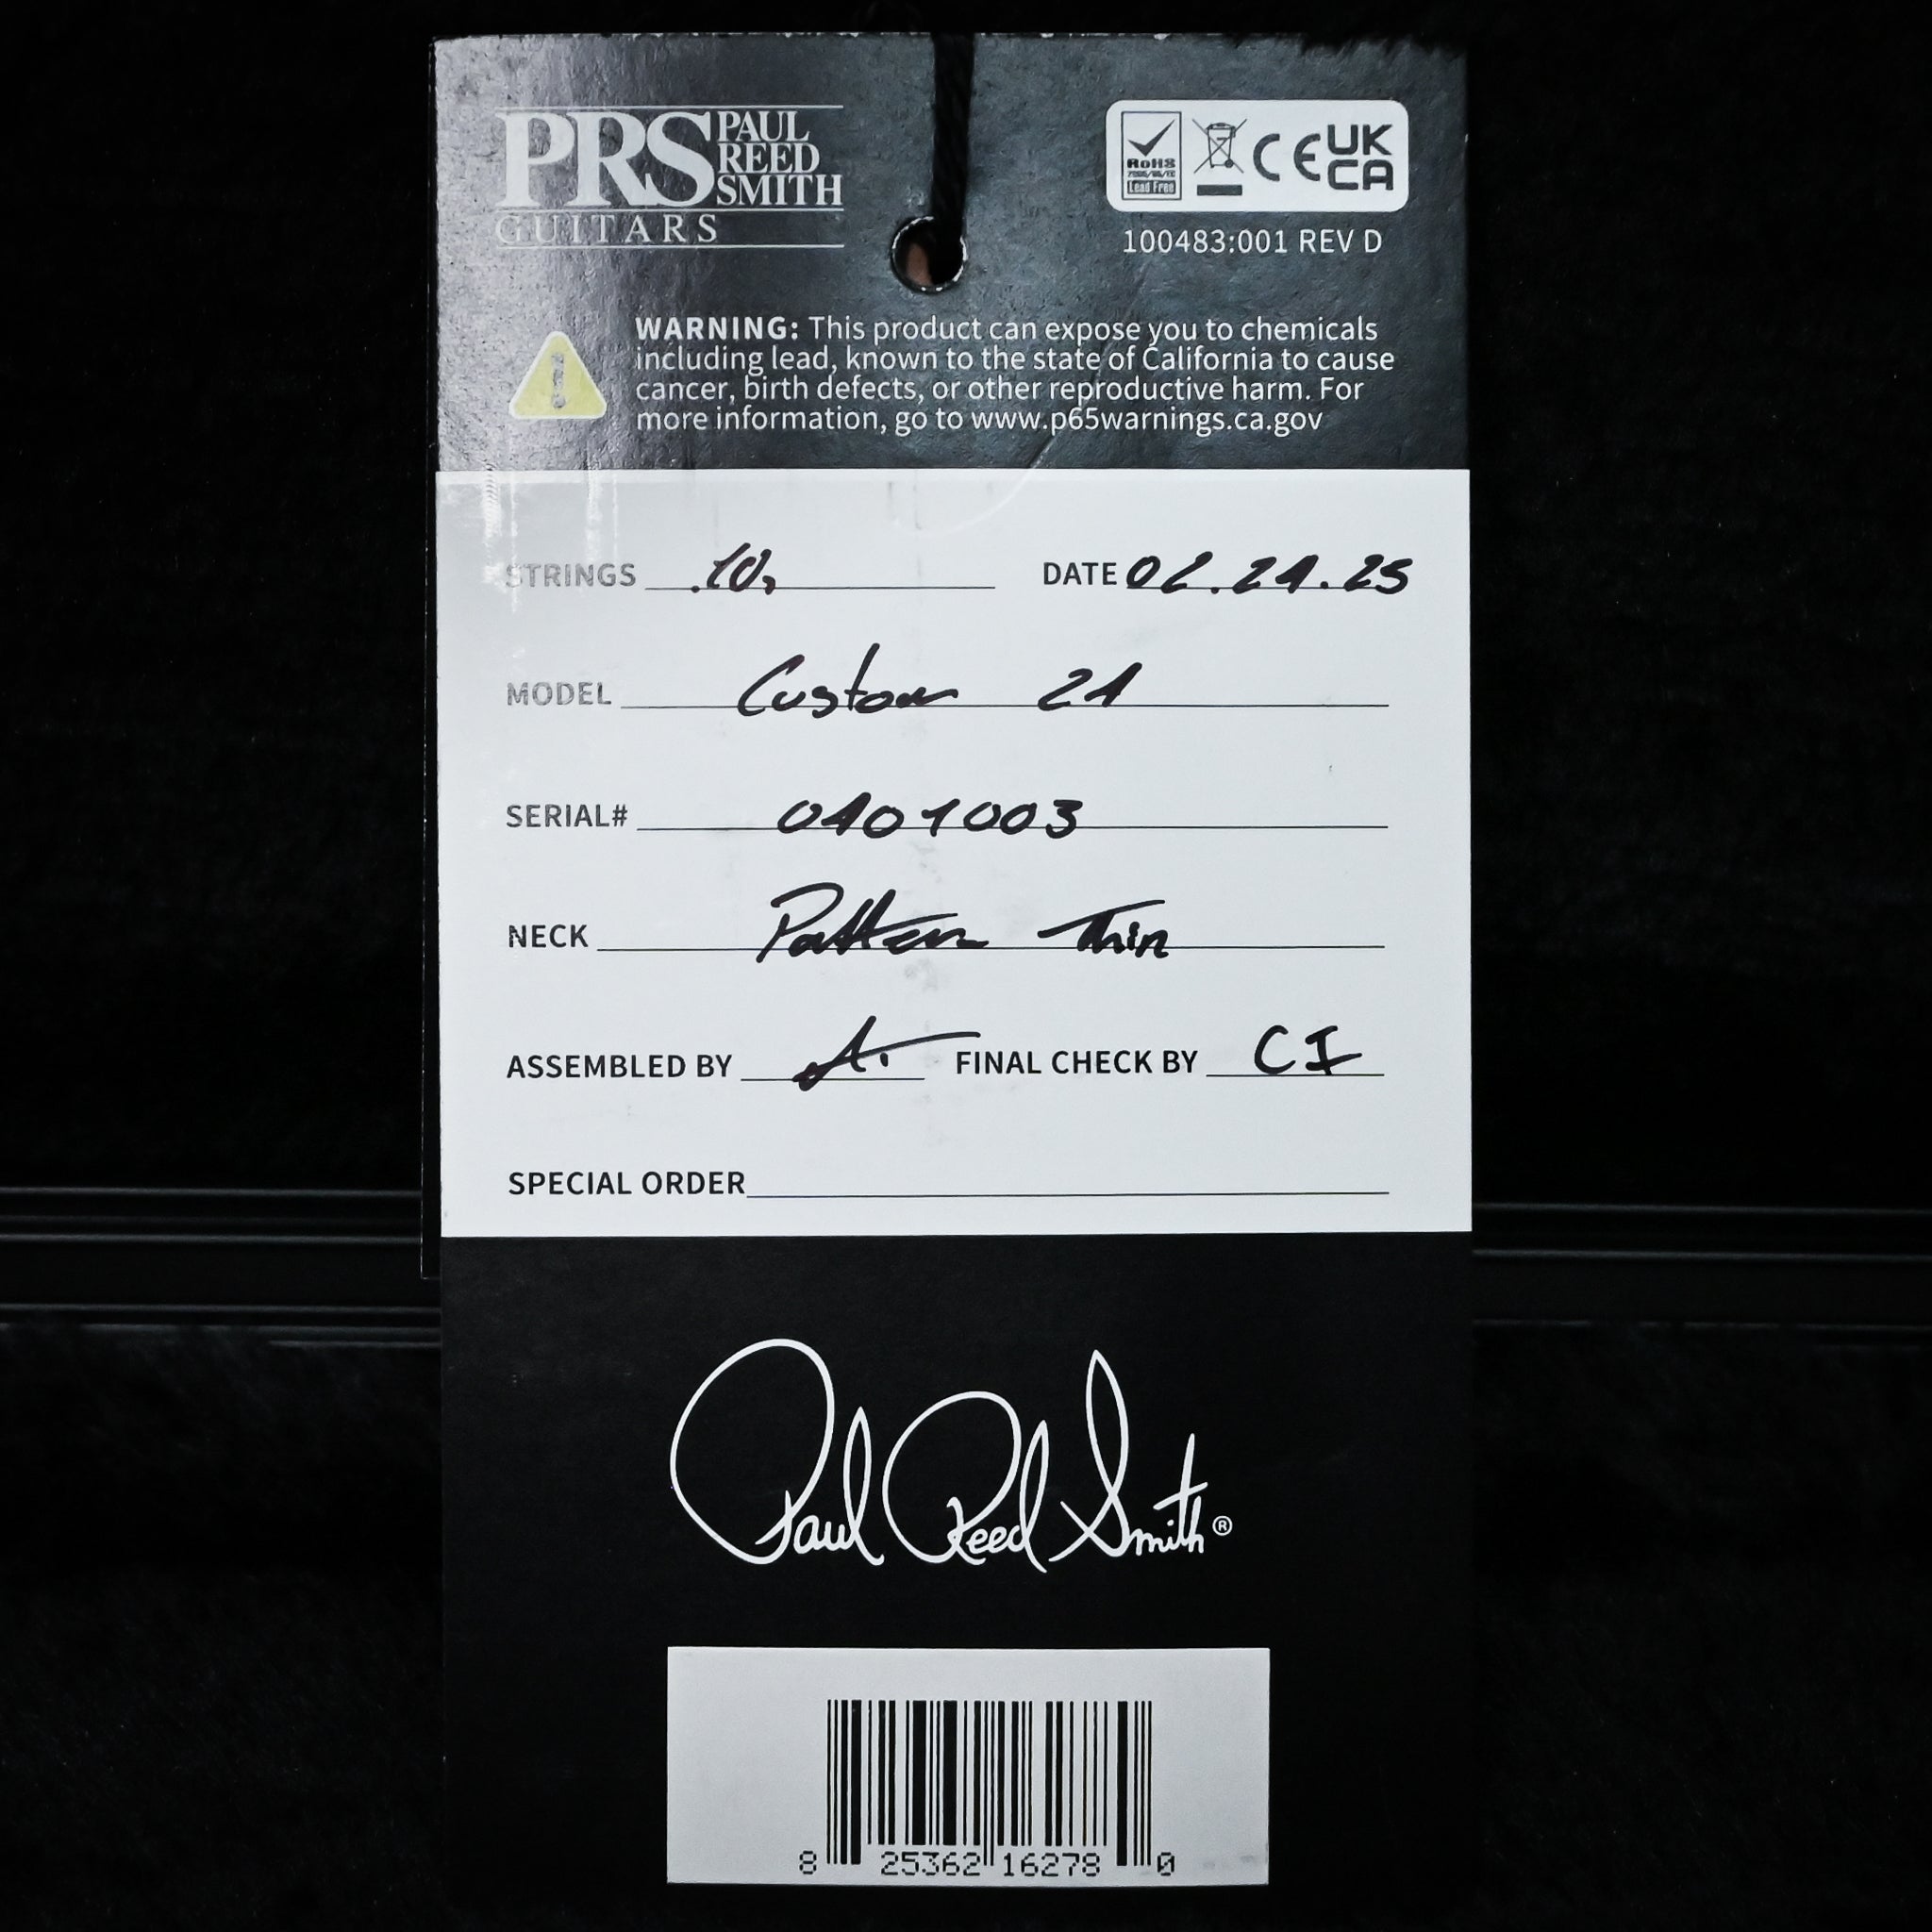 PRS PAUL REED SMITH
GUITARS
RoHS
Lead Free
CE UK CA
100483:001 REV D
WARNING: This product can expose you to chemicals
including lead, known to the state of California to cause
cancer, birth defects, or other reproductive harm. For
more information, go to www.p65warnings.ca.gov
STRINGS .10s DATE 02.24.25
MODEL Custom 24
SERIAL# 0401003
NECK Pattern Thin
ASSEMBLED BY FINAL CHECK BY CI
SPECIAL ORDER
Paul Reed Smith®
8 25362 16278 0